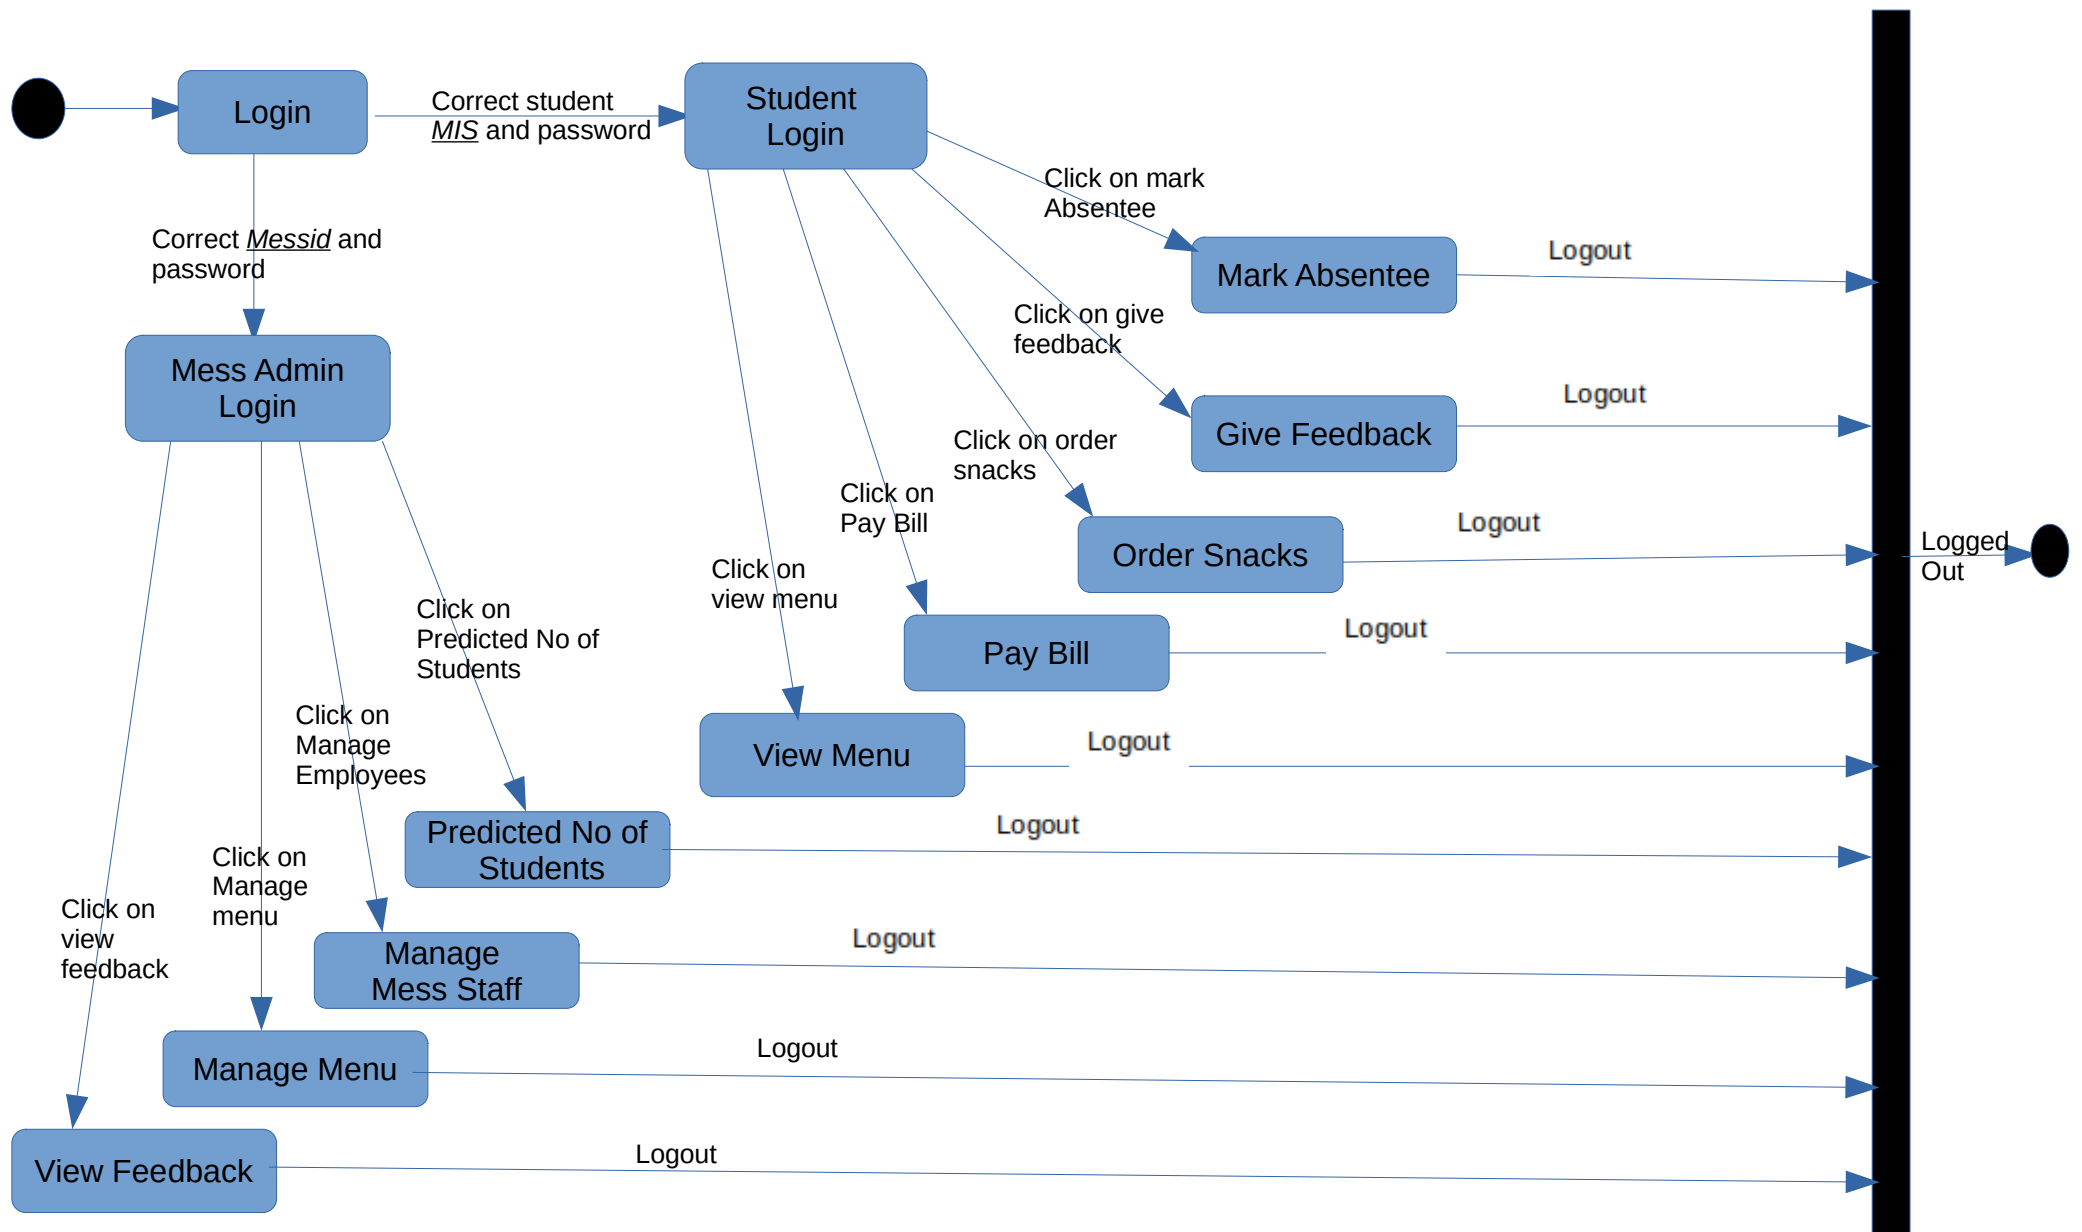 Login
Correct student
MIS and password
Student
Login
Click on mark
Absentee
Correct Messid and
password
Mark Absentee
Logout
Click on give
feedback
Mess Admin
Login
Give Feedback
Logout
Click on order
snacks
Click on
Pay Bill
Order Snacks
Logout
Logged
Out
Click on
view menu
Click on
Predicted No of
Students
Pay Bill
Logout
Click on
Manage
Employees
View Menu
Logout
Predicted No of
Students
Logout
Click on
Manage
menu
Click on
view
feedback
Manage
Mess Staff
Logout
Manage Menu
Logout
View Feedback
Logout